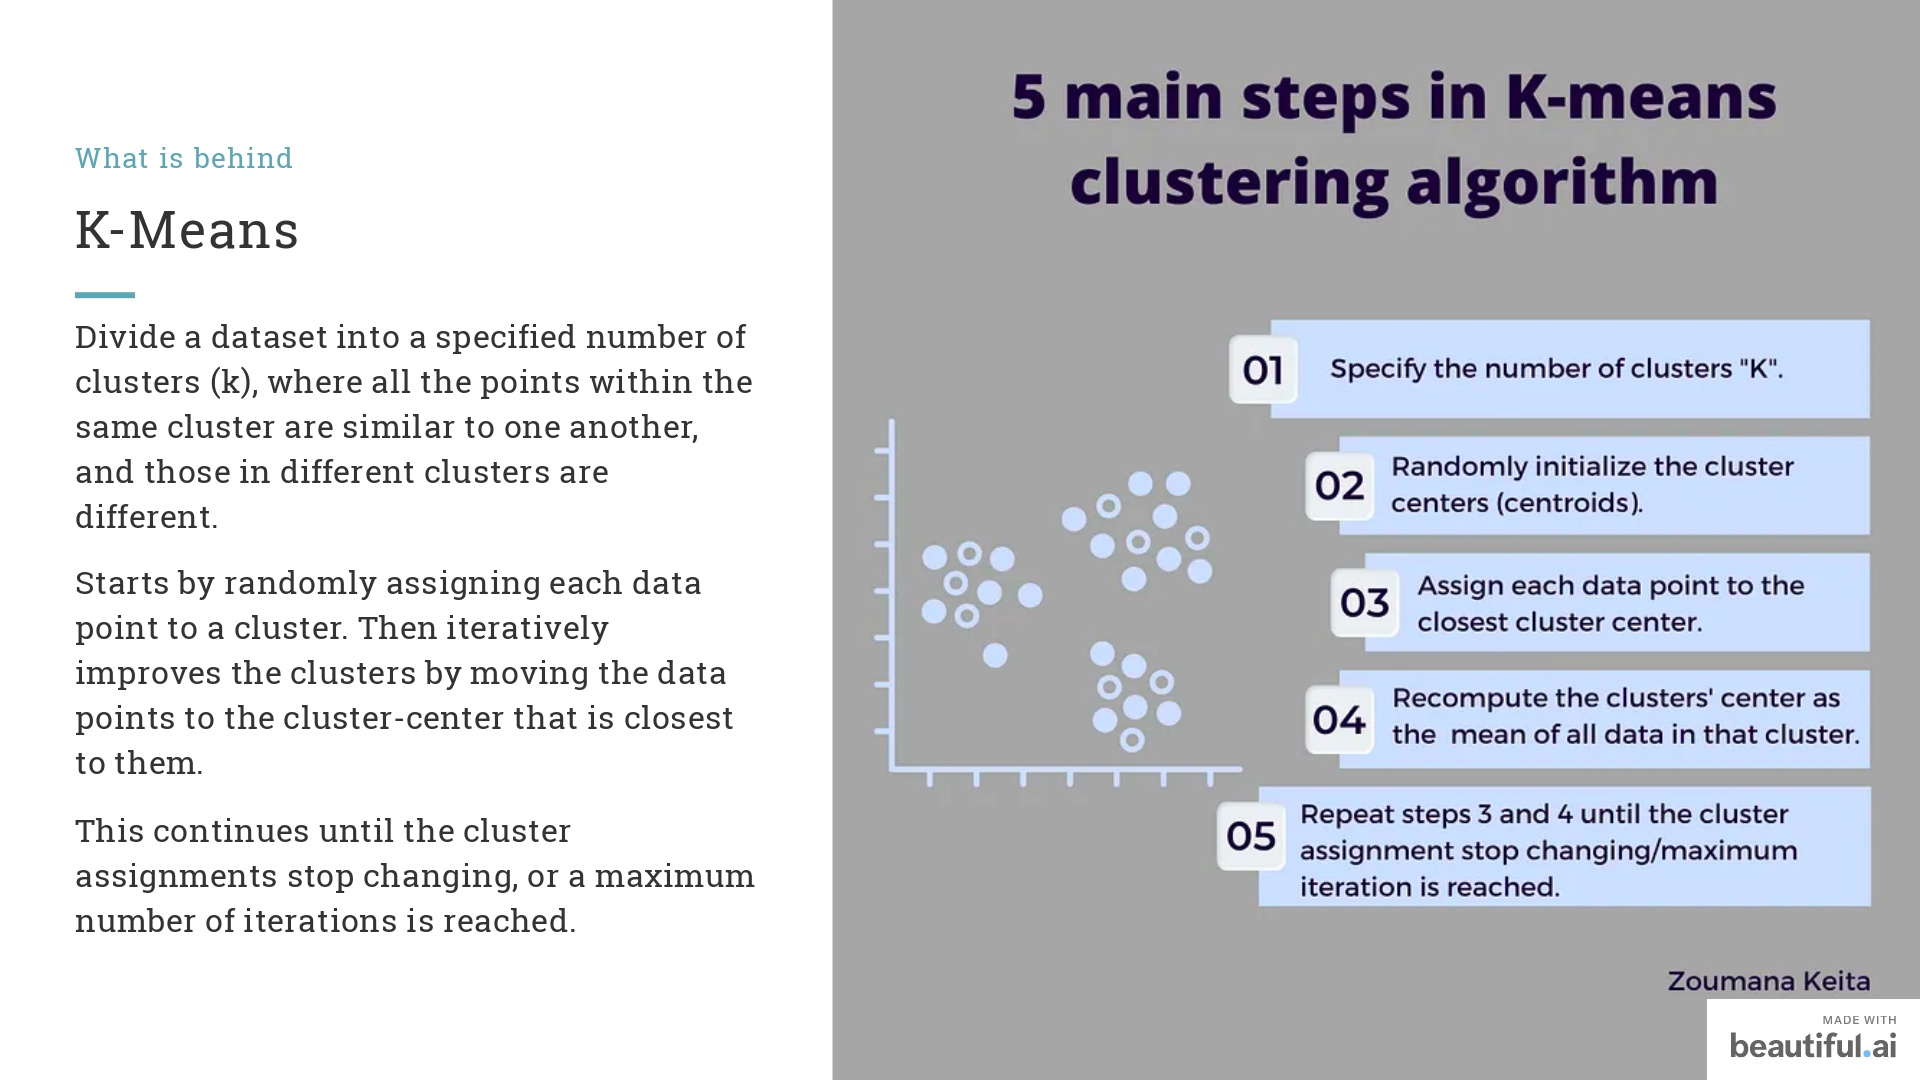 What is behind
K-Means
Divide a dataset into a specified number of
clusters (k), where all the points within the
same cluster are similar to one another,
and those in different clusters are
different.
Starts by randomly assigning each data
point to a cluster. Then iteratively
improves the clusters by moving the data
points to the cluster-center that is closest
to them.
This continues until the cluster
assignments stop changing, or a maximum
number of iterations is reached.
5 main steps in K-means
clustering algorithm
01
Specify the number of clusters "K".
02
Randomly initialize the cluster
centers (centroids).
03
Assign each data point to the
closest cluster center.
04
Recompute the clusters' center as
the  mean of all data in that cluster.
05
Repeat steps 3 and 4 until the cluster
assignment stop changing/maximum
iteration is reached.
Zoumana Keita
MADE WITH
beautiful.ai